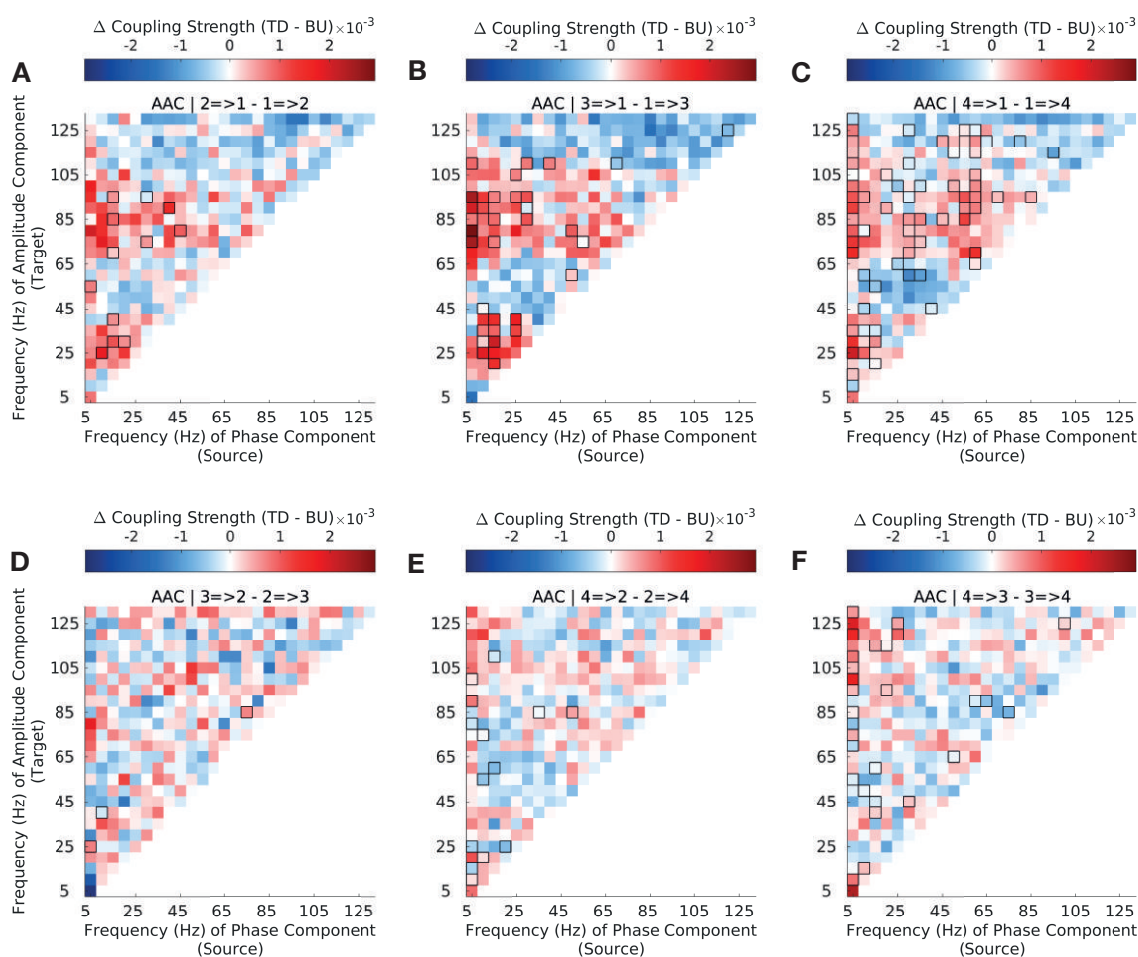 Δ Coupling Strength (TD - BU)×10⁻³
-2 -1 0 1 2
A
AAC | 2=>1 - 1=>2
125
105
85
65
45
25
5
5 25 45 65 85 105 125
Frequency (Hz) of Amplitude Component
(Target)
Frequency (Hz) of Phase Component
(Source)
Δ Coupling Strength (TD - BU)×10⁻³
-2 -1 0 1 2
B
AAC | 3=>1 - 1=>3
125
105
85
65
45
25
5
5 25 45 65 85 105 125
Frequency (Hz) of Phase Component
(Source)
Δ Coupling Strength (TD - BU)×10⁻³
-2 -1 0 1 2
C
AAC | 4=>1 - 1=>4
125
105
85
65
45
25
5
5 25 45 65 85 105 125
Frequency (Hz) of Phase Component
(Source)
Δ Coupling Strength (TD - BU)×10⁻³
-2 -1 0 1 2
D
AAC | 3=>2 - 2=>3
125
105
85
65
45
25
5
5 25 45 65 85 105 125
Frequency (Hz) of Amplitude Component
(Target)
Frequency (Hz) of Phase Component
(Source)
Δ Coupling Strength (TD - BU)×10⁻³
-2 -1 0 1 2
E
AAC | 4=>2 - 2=>4
125
105
85
65
45
25
5
5 25 45 65 85 105 125
Frequency (Hz) of Phase Component
(Source)
Δ Coupling Strength (TD - BU)×10⁻³
-2 -1 0 1 2
F
AAC | 4=>3 - 3=>4
125
105
85
65
45
25
5
5 25 45 65 85 105 125
Frequency (Hz) of Phase Component
(Source)